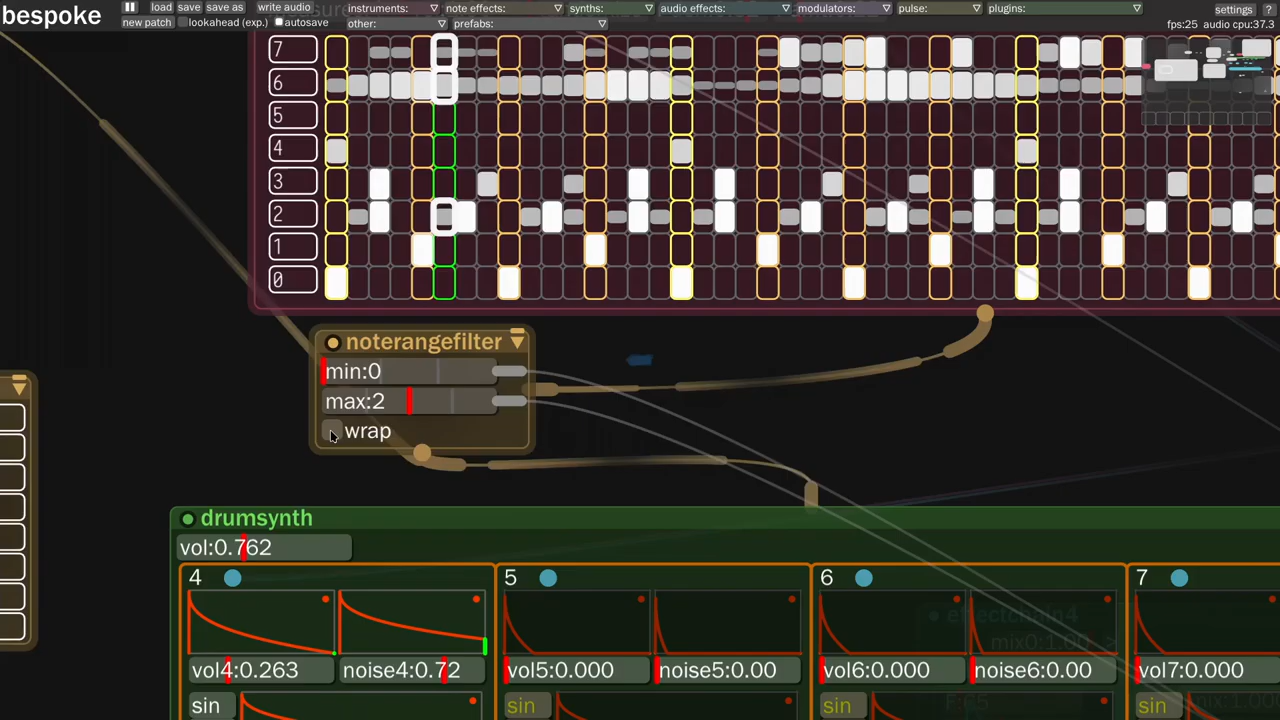 bespoke
load save save as write audio
instruments: note effects: synths: audio effects: modulators: pulse: plugins:
settings ?
new patch lookahead (exp.) autosave
other: prefabs:
fps:25 audio cpu:37.3
7
6
5
4
3
2
1
0
noterangefilter
min:0
max:2
wrap
drumsynth
vol:0.762
4 5 6 7
effectchain4
mix0:1.00 >
vol4:0.263 noise4:0.72 vol5:0.000 noise5:0.00 vol6:0.000 noise6:0.00 vol7:0.000
sin sin sin sin